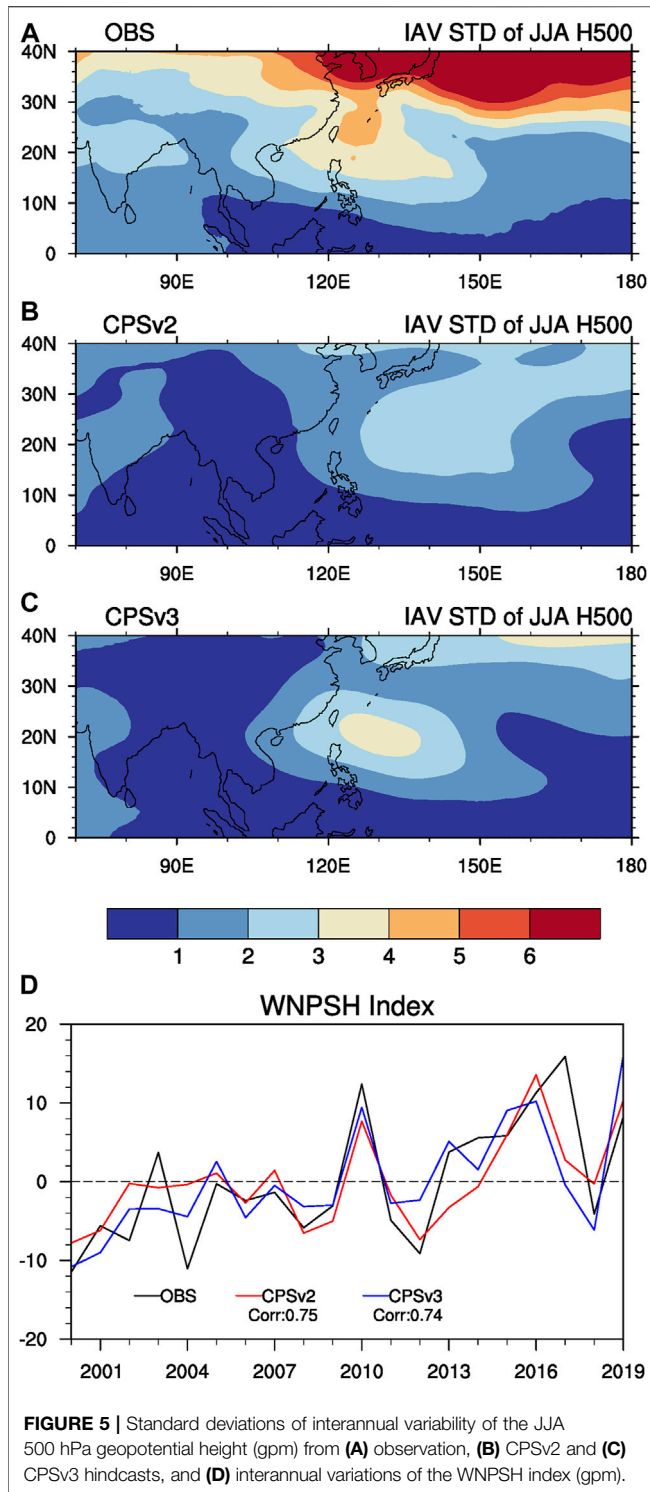 A
OBS IAV STD of JJA H500
40N
30N
20N
10N
0
90E 120E 150E 180
B
CPSv2 IAV STD of JJA H500
40N
30N
20N
10N
0
90E 120E 150E 180
C
CPSv3 IAV STD of JJA H500
40N
30N
20N
10N
0
90E 120E 150E 180
1 2 3 4 5 6
D
WNPSH Index
20
10
0
-10
-20
OBS CPSv2 CPSv3
Corr:0.75 Corr:0.74
2001 2004 2007 2010 2013 2016 2019
FIGURE 5 | Standard deviations of interannual variability of the JJA
500 hPa geopotential height (gpm) from (A) observation, (B) CPSv2 and (C)
CPSv3 hindcasts, and (D) interannual variations of the WNPSH index (gpm).